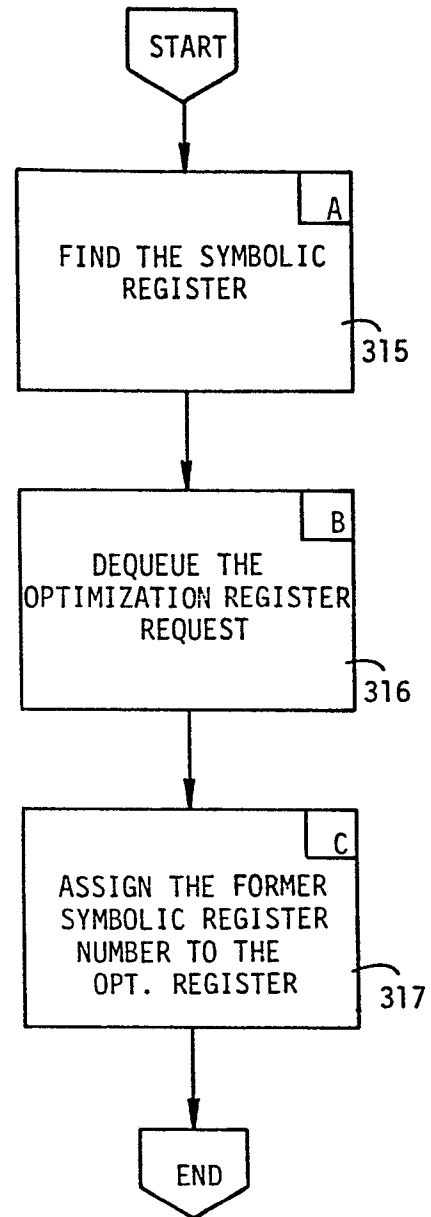 START
A
FIND THE SYMBOLIC
REGISTER
315
B
DEQUEUE THE
OPTIMIZATION REGISTER
REQUEST
316
C
ASSIGN THE FORMER
SYMBOLIC REGISTER
NUMBER TO THE
OPT. REGISTER
317
END